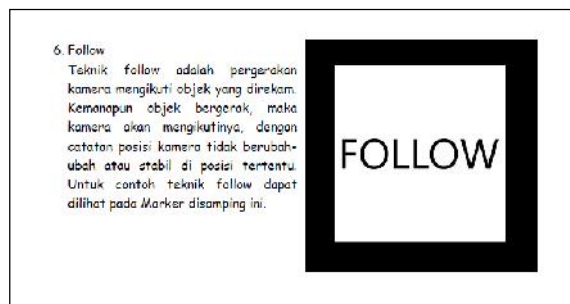 6. Follow
Teknik follow adalah pergerakan
kamera mengikuti objek yang direkam.
Kemanapun objek bergerak, maka
kamera akan mengikutinya, dengan
catatan posisi kamera tidak berubah-
ubah atau stabil di posisi tertentu.
Untuk contoh teknik follow dapat
dilihat pada Marker disamping ini.
FOLLOW